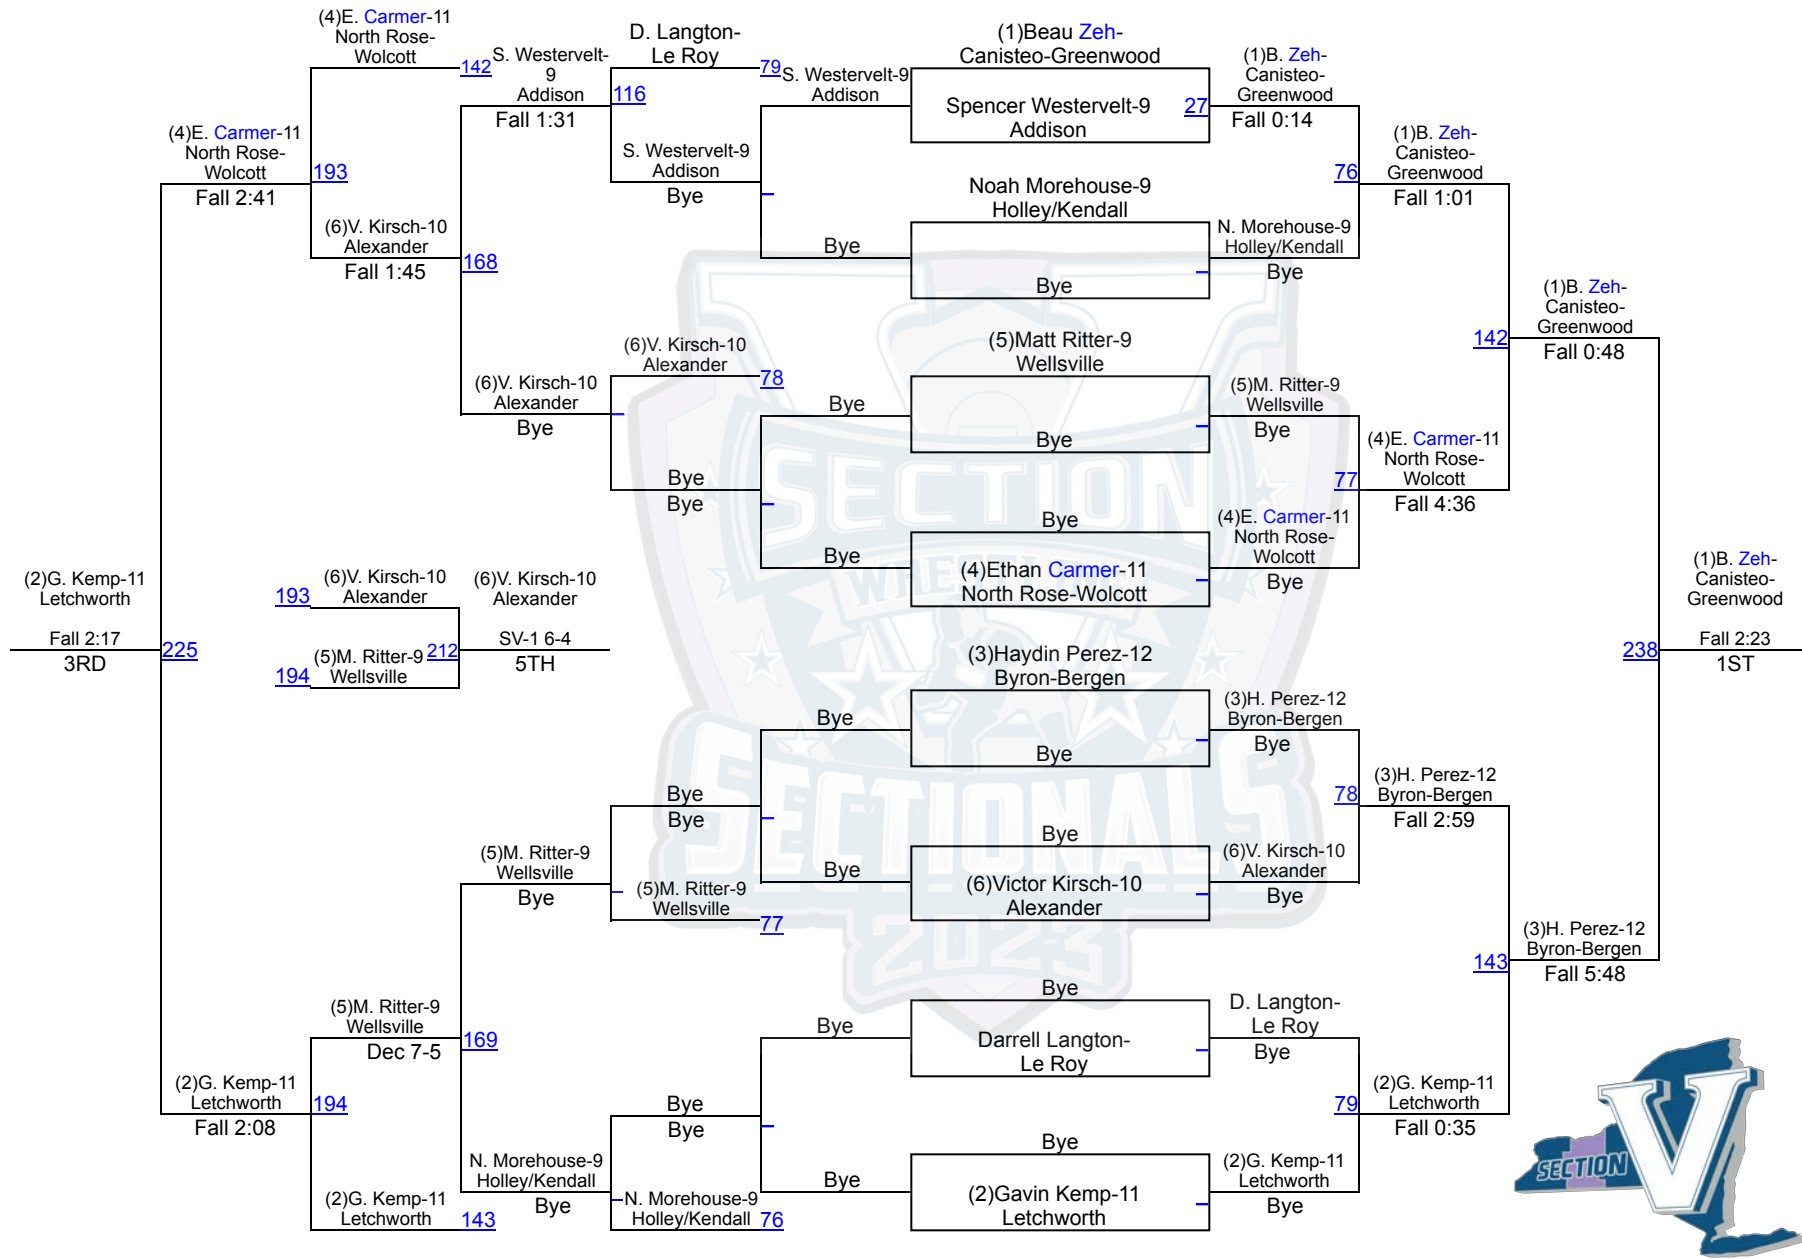 (4)E. Carmer-11
North Rose-
Wolcott
142
S. Westervelt-
9
Addison
Fall 1:31
D. Langton-
Le Roy
79
116
S. Westervelt-9
Addison
(1)Beau Zeh-
Canisteo-Greenwood
Spencer Westervelt-9
Addison
27
(1)B. Zeh-
Canisteo-
Greenwood
Fall 0:14
(4)E. Carmer-11
North Rose-
Wolcott
Fall 2:41
193
S. Westervelt-9
Addison
Bye
Noah Morehouse-9
Holley/Kendall
76
(1)B. Zeh-
Canisteo-
Greenwood
Fall 1:01
(6)V. Kirsch-10
Alexander
Fall 1:45
168
Bye
Bye
N. Morehouse-9
Holley/Kendall
Bye
(1)B. Zeh-
Canisteo-
Greenwood
Fall 0:48
142
(6)V. Kirsch-10
Alexander
78
(5)Matt Ritter-9
Wellsville
(6)V. Kirsch-10
Alexander
Bye
Bye
Bye
(5)M. Ritter-9
Wellsville
Bye
(4)E. Carmer-11
North Rose-
Wolcott
Fall 4:36
77
Bye
Bye
Bye
Bye
(4)Ethan Carmer-11
North Rose-Wolcott
(4)E. Carmer-11
North Rose-
Wolcott
Bye
SECTION
WRESTLING
SECTIONALS
2023
(2)G. Kemp-11
Letchworth
Fall 2:17
3RD
225
193
(6)V. Kirsch-10
Alexander
(6)V. Kirsch-10
Alexander
194
(5)M. Ritter-9
Wellsville
212
SV-1 6-4
5TH
238
(1)B. Zeh-
Canisteo-
Greenwood
Fall 2:23
1ST
(3)Haydin Perez-12
Byron-Bergen
Bye
Bye
(3)H. Perez-12
Byron-Bergen
Bye
Bye
Bye
78
(3)H. Perez-12
Byron-Bergen
Fall 2:59
(5)M. Ritter-9
Wellsville
Bye
Bye
Bye
(6)Victor Kirsch-10
Alexander
(6)V. Kirsch-10
Alexander
Bye
(5)M. Ritter-9
Wellsville
77
143
(3)H. Perez-12
Byron-Bergen
Fall 5:48
(5)M. Ritter-9
Wellsville
Dec 7-5
169
Bye
Bye
Darrell Langton-
Le Roy
D. Langton-
Le Roy
Bye
(2)G. Kemp-11
Letchworth
Fall 2:08
194
Bye
Bye
79
(2)G. Kemp-11
Letchworth
Fall 0:35
N. Morehouse-9
Holley/Kendall
Bye
Bye
Bye
(2)Gavin Kemp-11
Letchworth
(2)G. Kemp-11
Letchworth
Bye
(2)G. Kemp-11
Letchworth
143
N. Morehouse-9
Holley/Kendall
76
SECTION
V